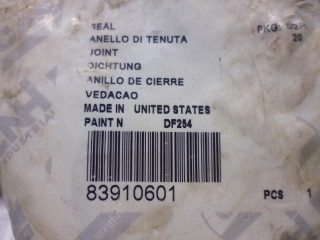 SEAL
ANELLO DI TENUTA
JOINT
DICHTUNG
ANILLO DE CIERRE
VEDACAO
MADE IN UNITED STATES
PAINT N DF254
83910601
PCS 1
PKG.